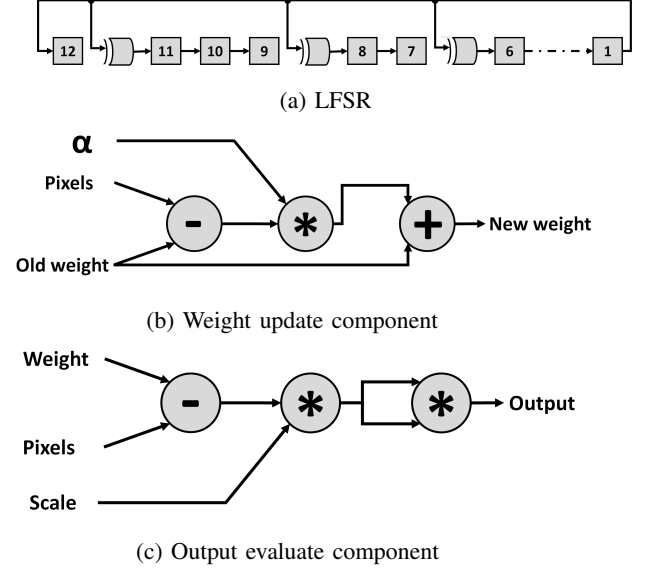 12 11 10 9 8 7 6 1
(a) LFSR
α
Pixels
- * +
New weight
Old weight
(b) Weight update component
Weight
- * *
Output
Pixels
Scale
(c) Output evaluate component